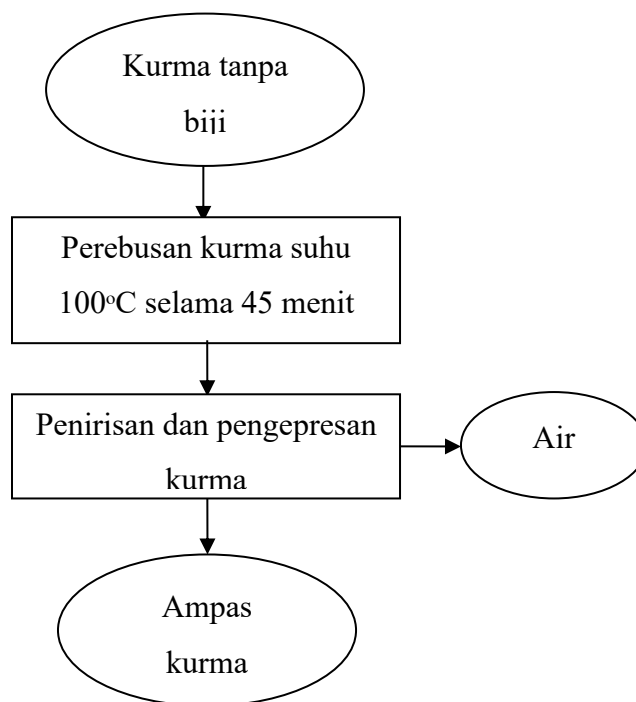 Kurma tanpa
biji
Perebusan kurma suhu
100°C selama 45 menit
Penirisan dan pengepresan
kurma
Air
Ampas
kurma